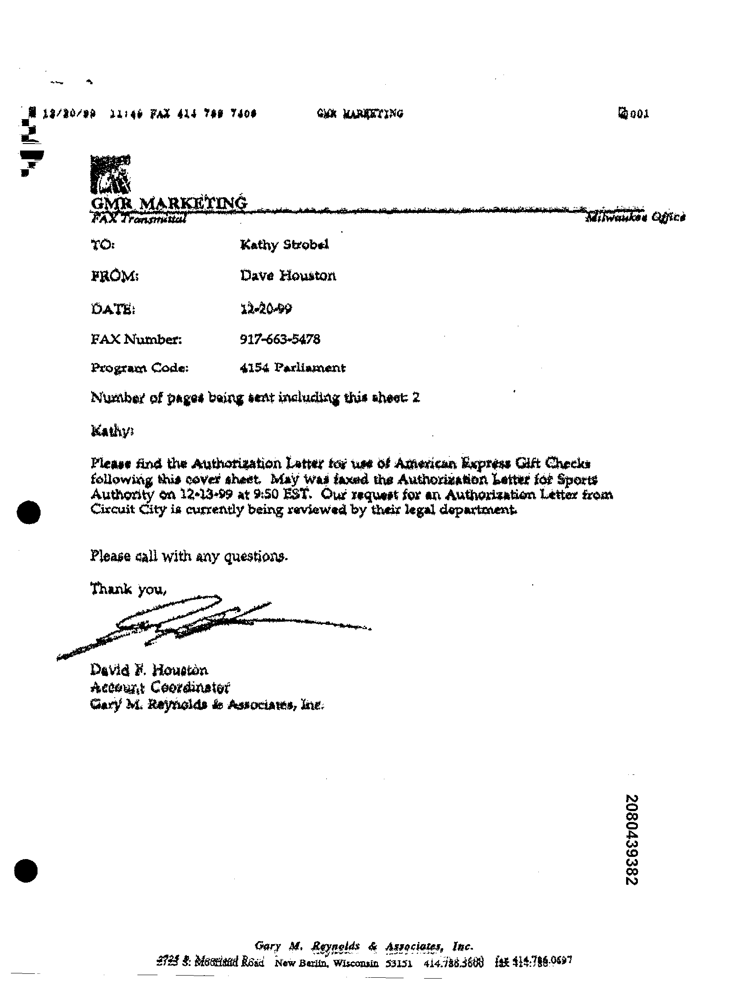 12/20/99 11:46 FAX 414 789 7408 GMR MARKETING 001
GMR MARKETING
FAX Transmittal Milwaukee Office
TO: Kathy Strobel
FROM: Dave Houston
DATE: 12-20-99
FAX Number: 917-663-5478
Program Code: 4154 Parliament
Number of pages being sent including this sheet: 2
Kathy:
Please find the Authorization Letter for use of American Express Gift Checks
following this cover sheet. May was faxed the Authorization Letter for Sports
Authority on 12-13-99 at 9:50 EST. Our request for an Authorization Letter from
Circuit City is currently being reviewed by their legal department.
Please call with any questions.
Thank you,
David F. Houston
Account Coordinator
Gary M. Reynolds & Associates, Inc.
2080439382
Gary M. Reynolds & Associates, Inc.
2725 S. Moorland Road New Berlin, Wisconsin 53151 414.786.5600 fax 414.786.0697